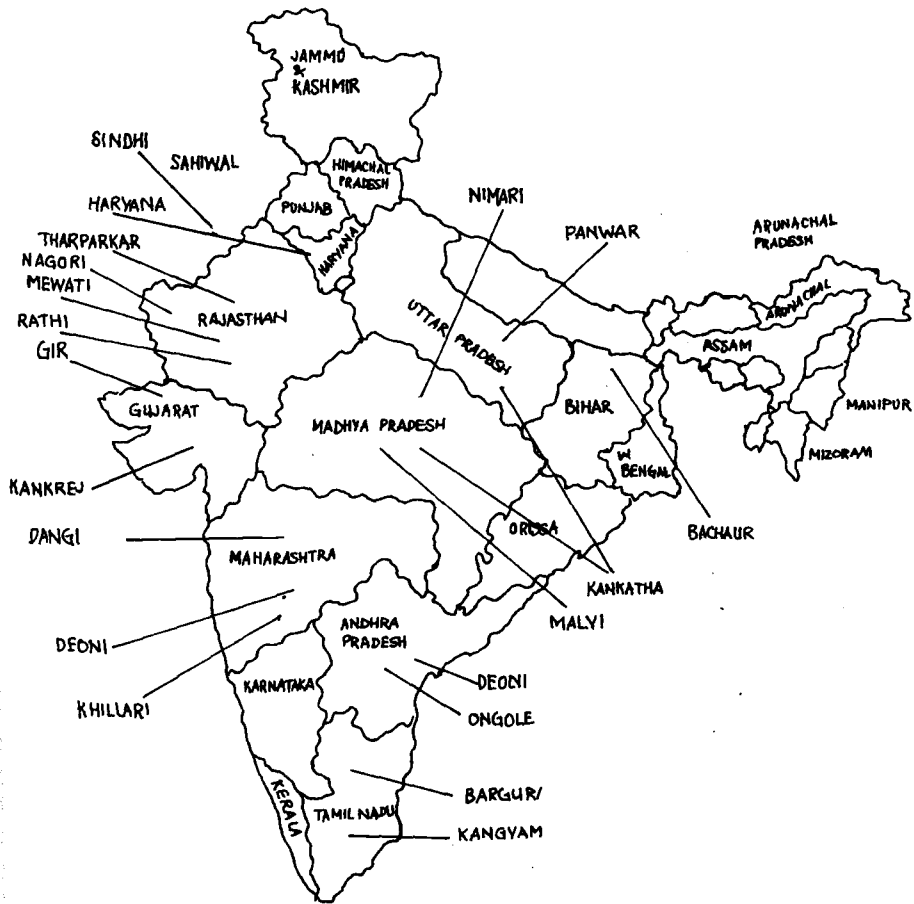 JAMMU
&
KASHMIR
SINDHI
SAHIWAL
HIMACHAL
PRADESH
NIMARI
HARYANA
PUNJAB
PANWAR
ARUNACHAL
PRADESH
THARPARKAR
HARYANA
NAGORI
MEWATI
ARUNACHAL
RATHI
RAJASTHAN
UTTAR PRADESH
ASSAM
GIR
GUJARAT
MADHYA PRADESH
BIHAR
MANIPUR
MIZORAM
W
BENGAL
KANKREJ
DANGI
ORISSA
BACHAUR
MAHARASHTRA
KANKATHA
MALVI
ANDHRA
PRADESH
DEONI
KARNATAKA
DEONI
KHILLARI
ONGOLE
KERALA
BARGURI
TAMIL NADU
KANGYAM